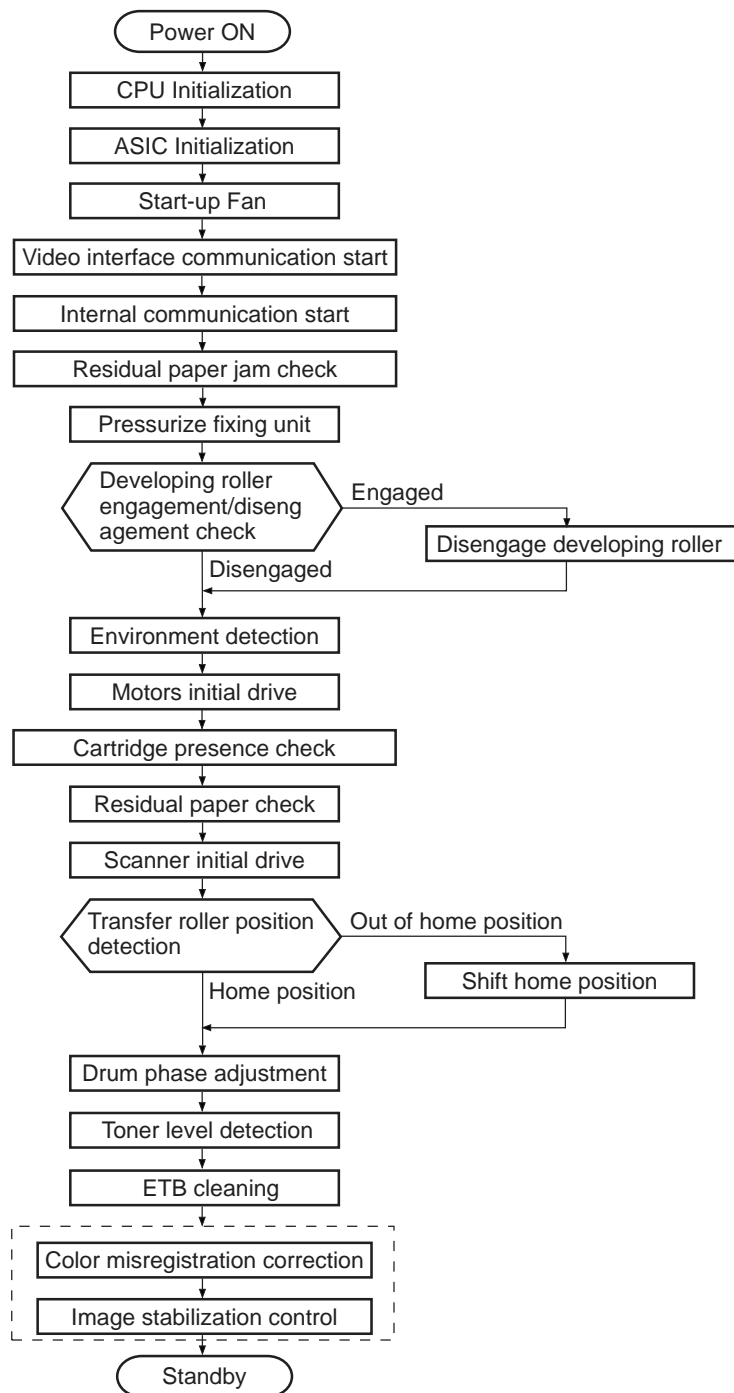 Power ON
CPU Initialization
ASIC Initialization
Start-up Fan
Video interface communication start
Internal communication start
Residual paper jam check
Pressurize fixing unit
Developing roller
engagement/diseng
agement check
Engaged
Disengage developing roller
Disengaged
Environment detection
Motors initial drive
Cartridge presence check
Residual paper check
Scanner initial drive
Transfer roller position
detection
Out of home position
Shift home position
Home position
Drum phase adjustment
Toner level detection
ETB cleaning
Color misregistration correction
Image stabilization control
Standby